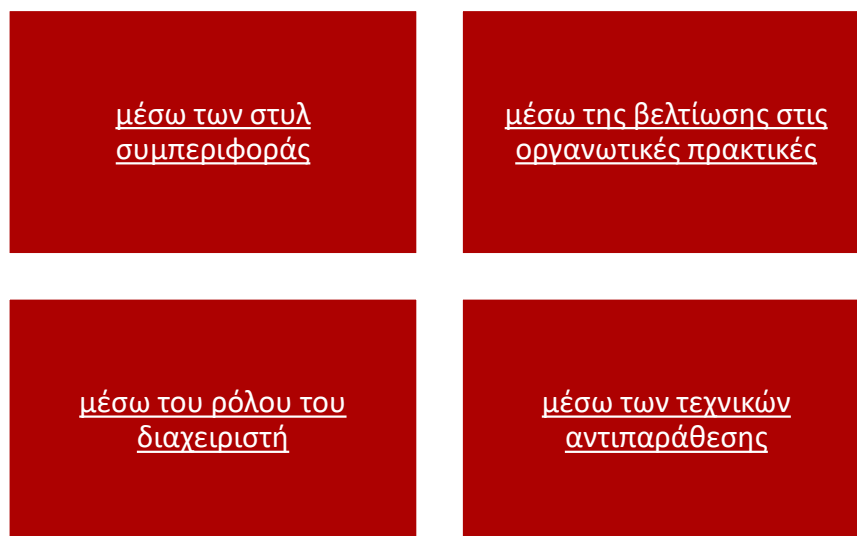 μέσω των στυλ
συμπεριφοράς
μέσω της βελτίωσης στις
οργανωτικές πρακτικές
μέσω του ρόλου του
διαχειριστή
μέσω των τεχνικών
αντιπαράθεσης